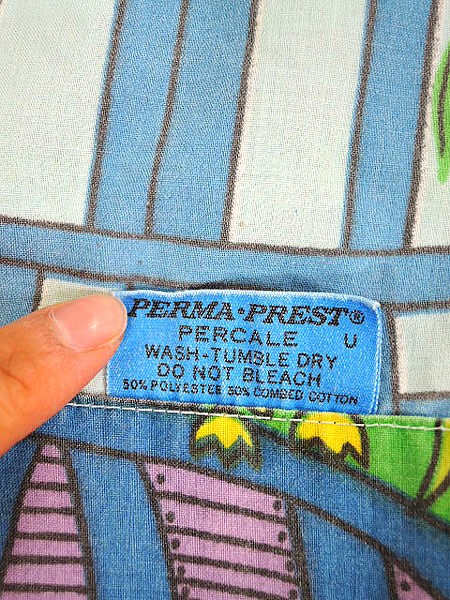 PERMA·PREST®
PERCALE U
WASH-TUMBLE DRY
DO NOT BLEACH
50% POLYESTER 50% COMBED COTTON